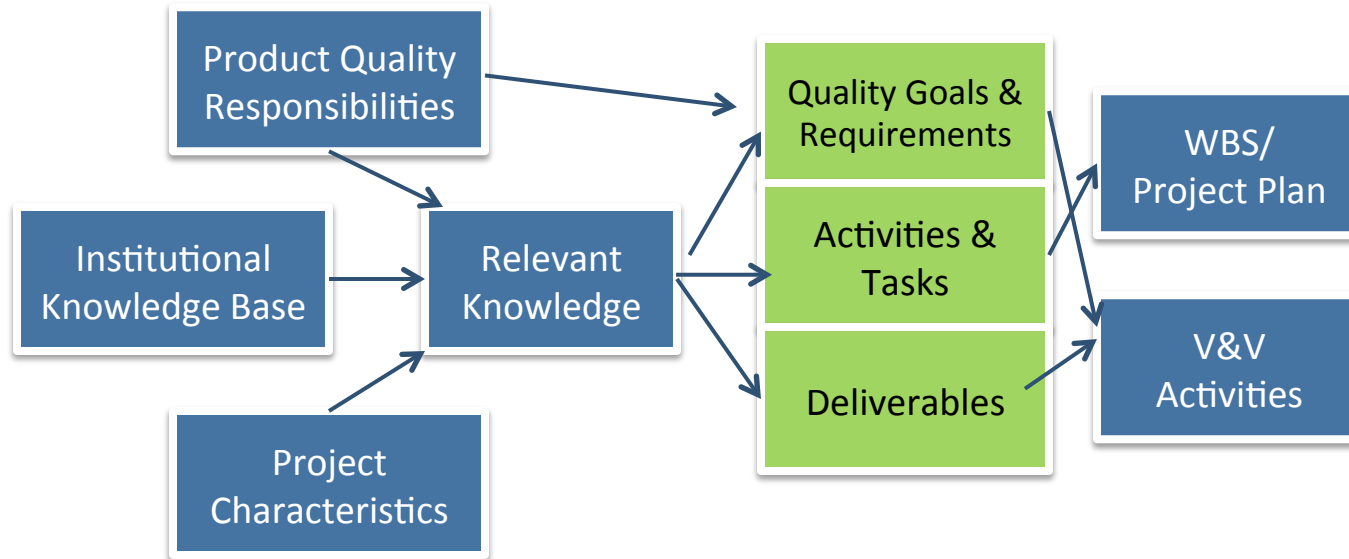 Product Quality
Responsibilities
Institutional
Knowledge Base
Project
Characteristics
Relevant
Knowledge
Quality Goals &
Requirements
Activities &
Tasks
Deliverables
WBS/
Project Plan
V&V
Activities